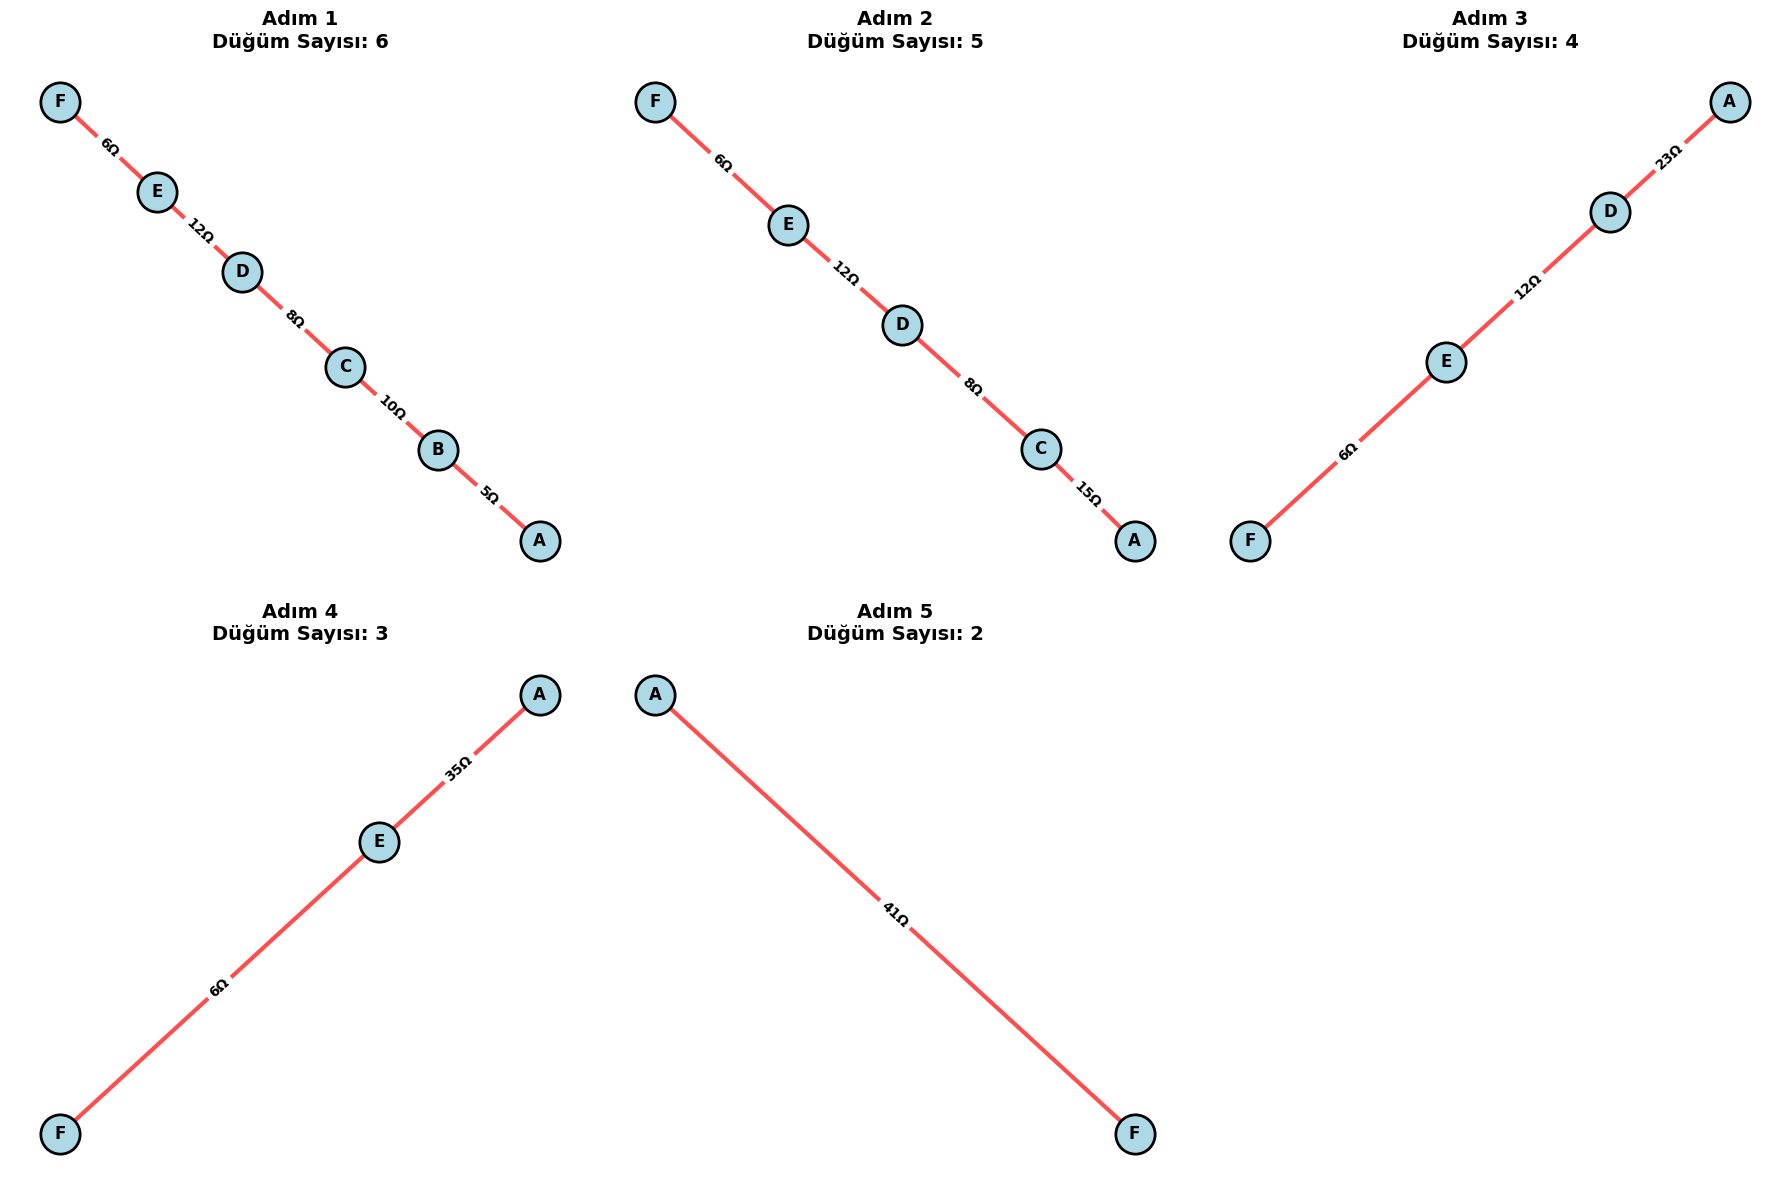 Adım 1
Düğüm Sayısı: 6
F
6Ω
E
12Ω
D
8Ω
C
10Ω
B
5Ω
A
Adım 2
Düğüm Sayısı: 5
F
6Ω
E
12Ω
D
8Ω
C
15Ω
A
Adım 3
Düğüm Sayısı: 4
A
23Ω
D
12Ω
E
6Ω
F
Adım 4
Düğüm Sayısı: 3
A
35Ω
E
6Ω
F
Adım 5
Düğüm Sayısı: 2
A
41Ω
F